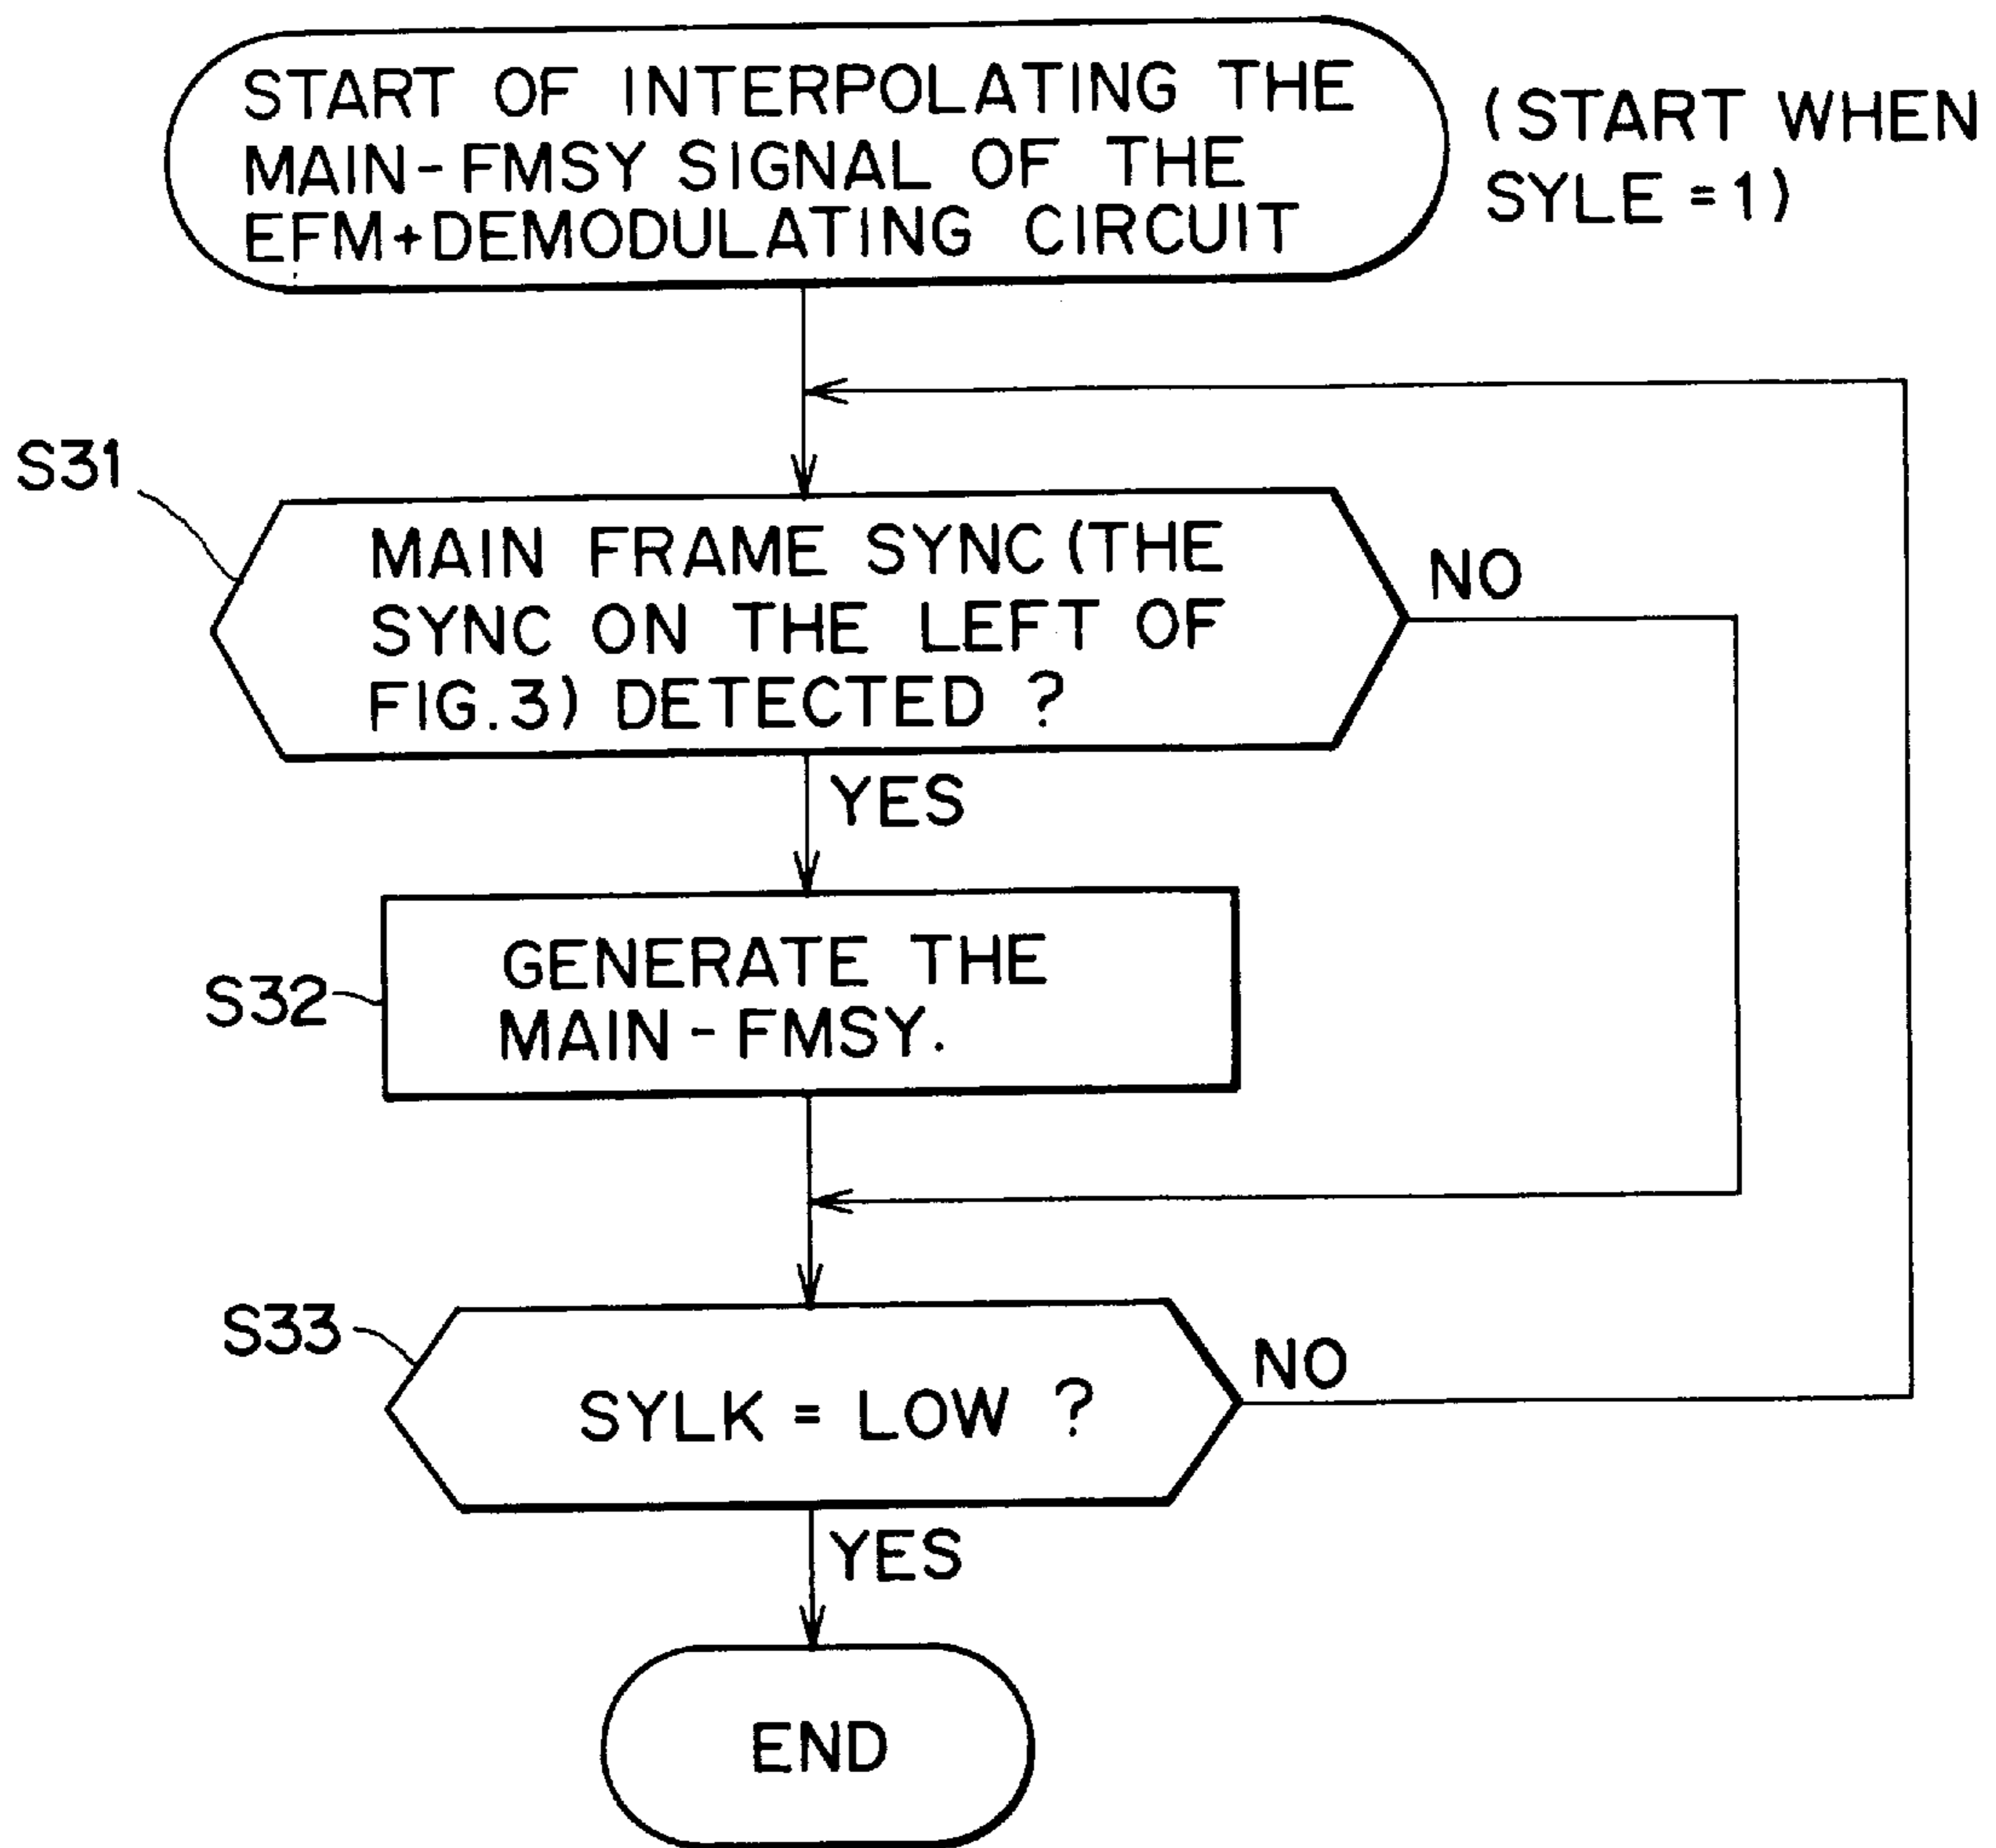 START OF INTERPOLATING THE
MAIN-FMSY SIGNAL OF THE
EFM+DEMODULATING CIRCUIT
(START WHEN
SYLE =1)
S31
MAIN FRAME SYNC (THE
SYNC ON THE LEFT OF
FIG.3) DETECTED ?
NO
YES
S32
GENERATE THE
MAIN-FMSY.
S33
SYLK = LOW ?
NO
YES
END